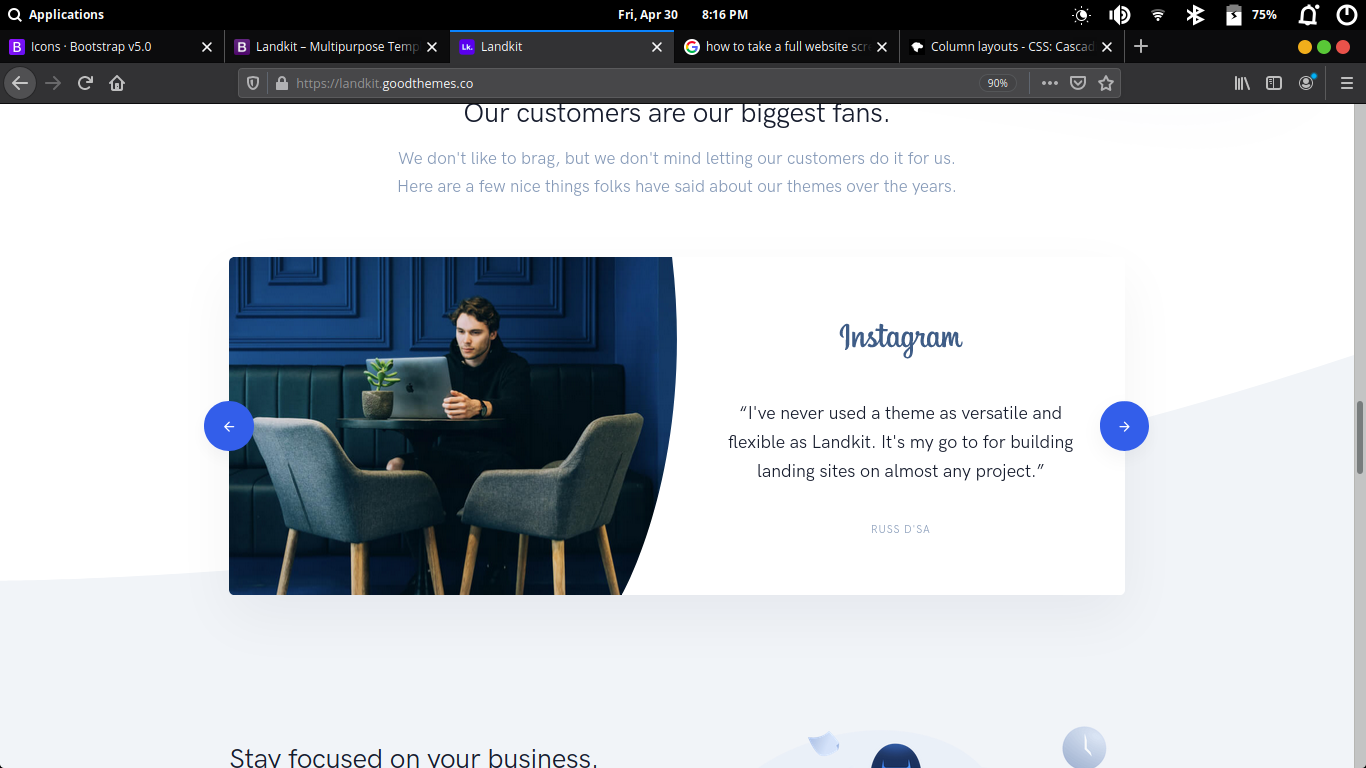 Applications
Fri, Apr 30 8:16 PM
75%
Icons · Bootstrap v5.0
Landkit – Multipurpose Temp
Lk. Landkit
how to take a full website scr
Column layouts - CSS: Cascad
https://landkit.goodthemes.co
90%
Our customers are our biggest fans.
We don't like to brag, but we don't mind letting our customers do it for us.
Here are a few nice things folks have said about our themes over the years.
Instagram
“I've never used a theme as versatile and
flexible as Landkit. It's my go to for building
landing sites on almost any project.”
RUSS D'SA
Stay focused on your business.